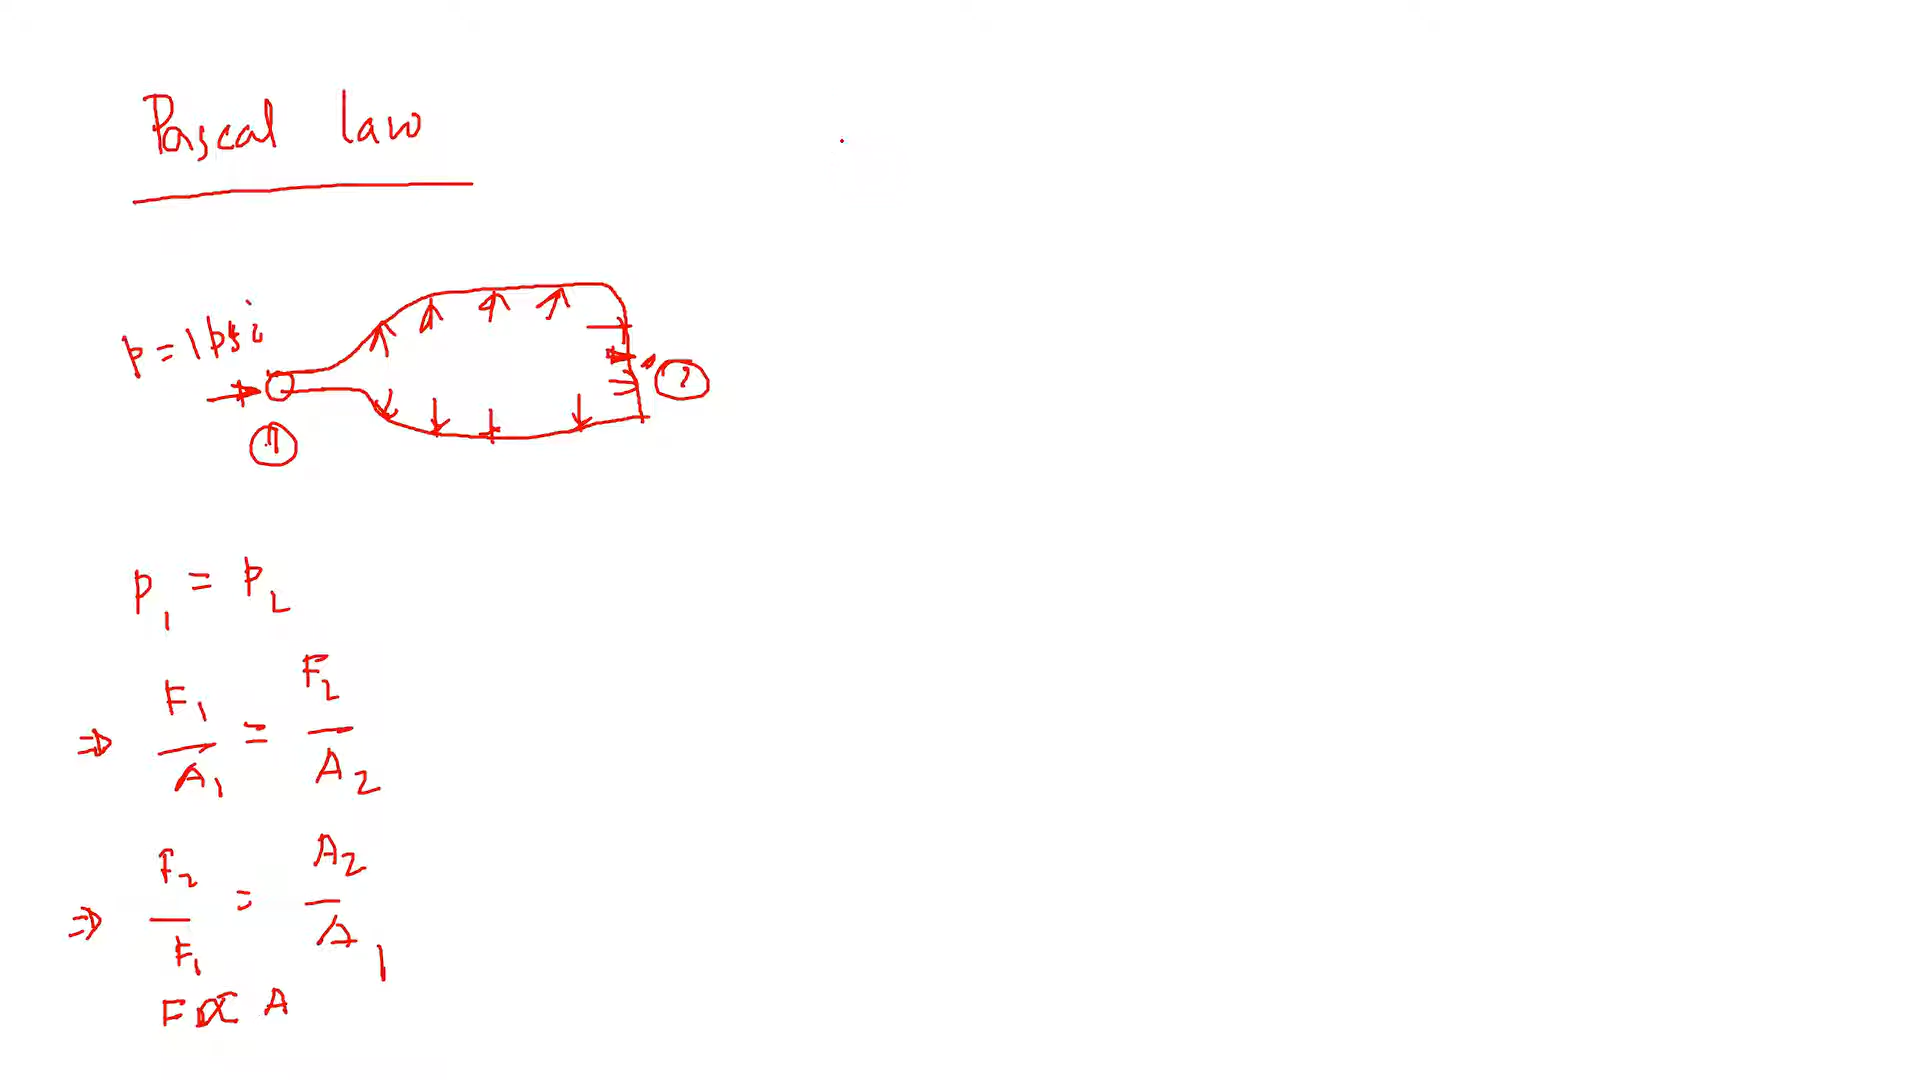 Pascal law
p = 1 psi
1
2
p₁ = p₂
⇒ F₁/A₁ = F₂/A₂
⇒ F₂/F₁ = A₂/A₁
F ∝ A